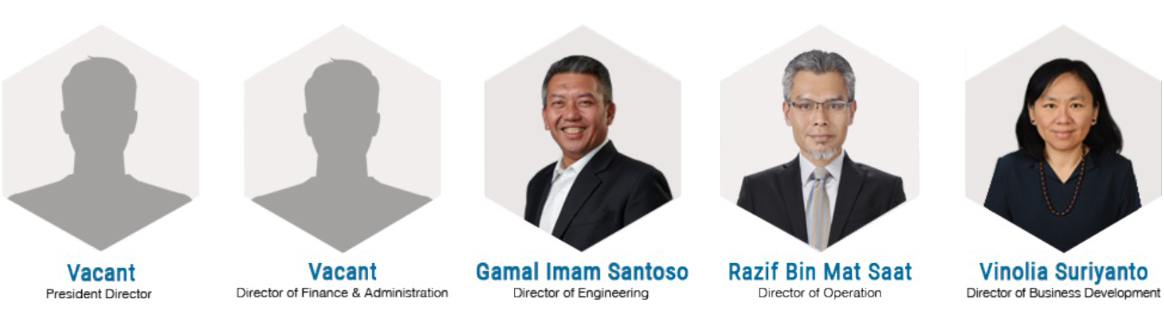 Vacant
President Director
Vacant
Director of Finance & Administration
Gamal Imam Santoso
Director of Engineering
Razif Bin Mat Saat
Director of Operation
Vinolia Suriyanto
Director of Business Development